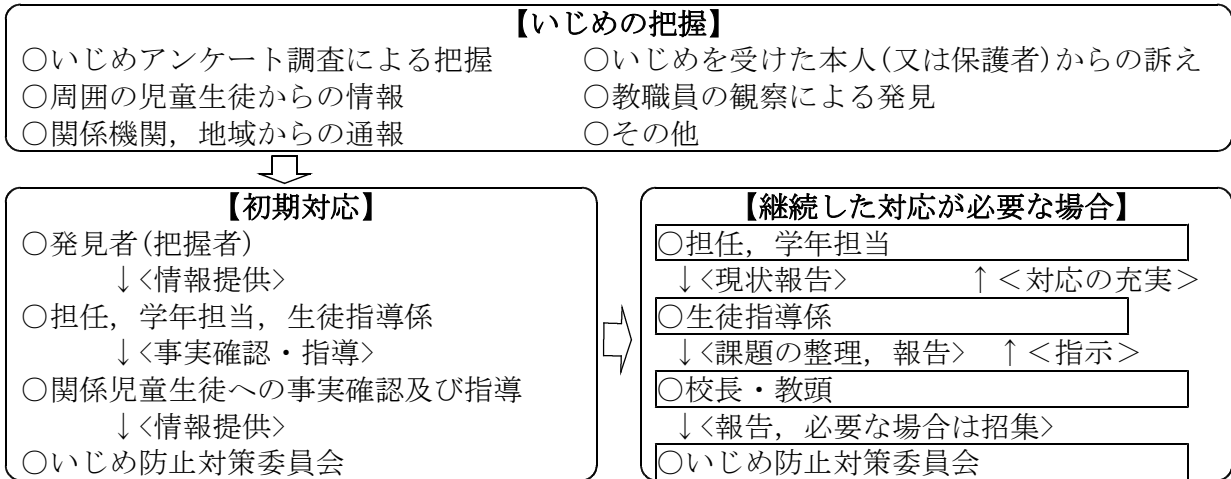 【いじめの把握】
○いじめアンケート調査による把握　○いじめを受けた本人(又は保護者)からの訴え
○周囲の児童生徒からの情報　○教職員の観察による発見
○関係機関，地域からの通報　○その他
【初期対応】
○発見者(把握者)
↓<情報提供>
○担任，学年担当，生徒指導係
↓<事実確認・指導>
○関係児童生徒への事実確認及び指導
↓<情報提供>
○いじめ防止対策委員会
【継続した対応が必要な場合】
○担任，学年担当
↓<現状報告>　↑＜対応の充実＞
○生徒指導係
↓<課題の整理，報告>　↑＜指示＞
○校長・教頭
↓<報告，必要な場合は招集>
○いじめ防止対策委員会